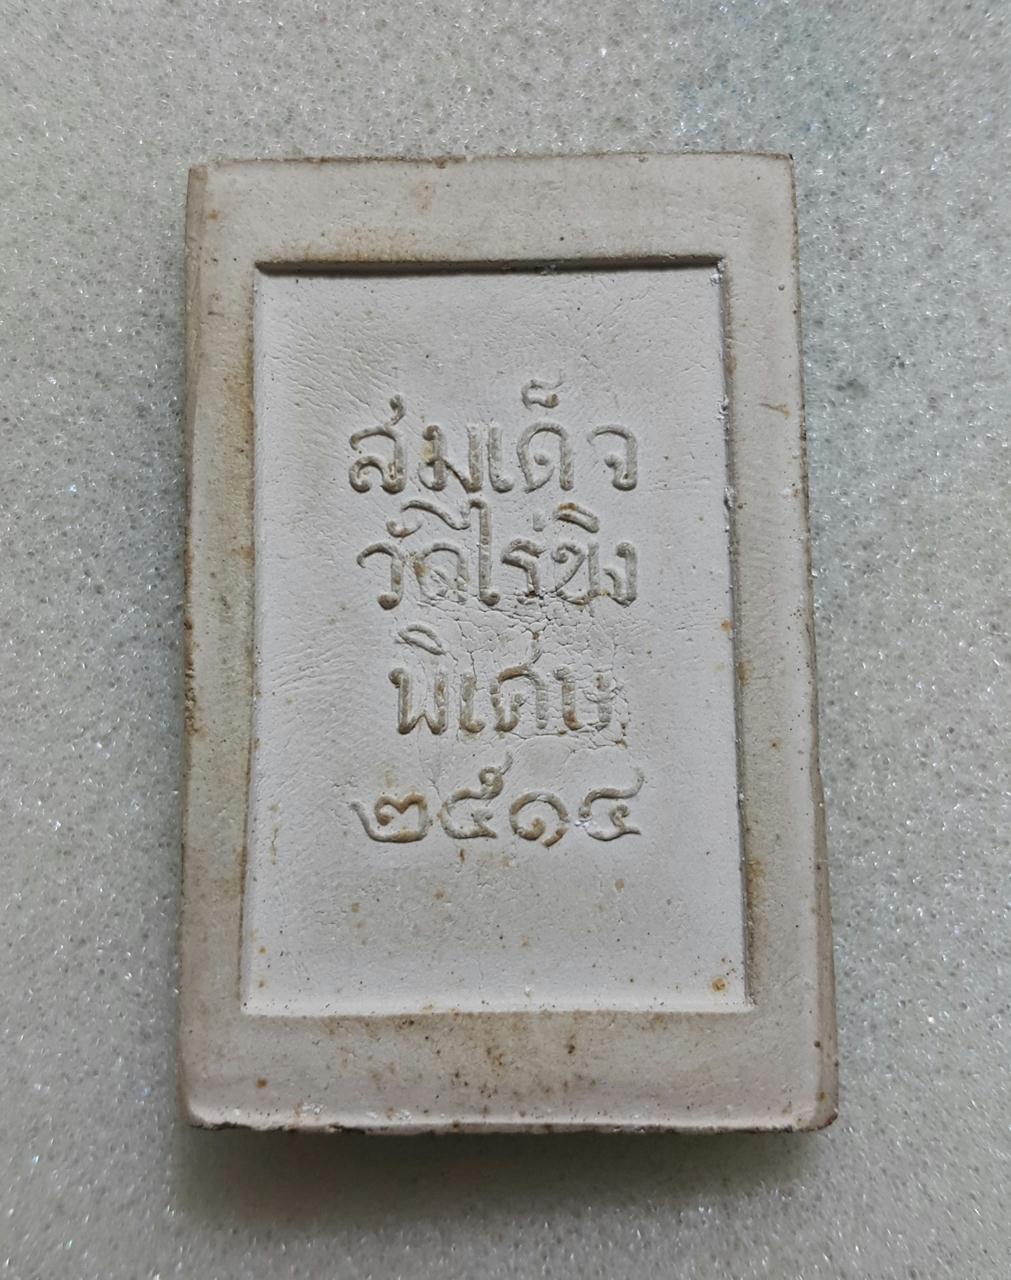 สมเด็จ
วัดไร่ขิง
พิเศษ
๒๕๑๔